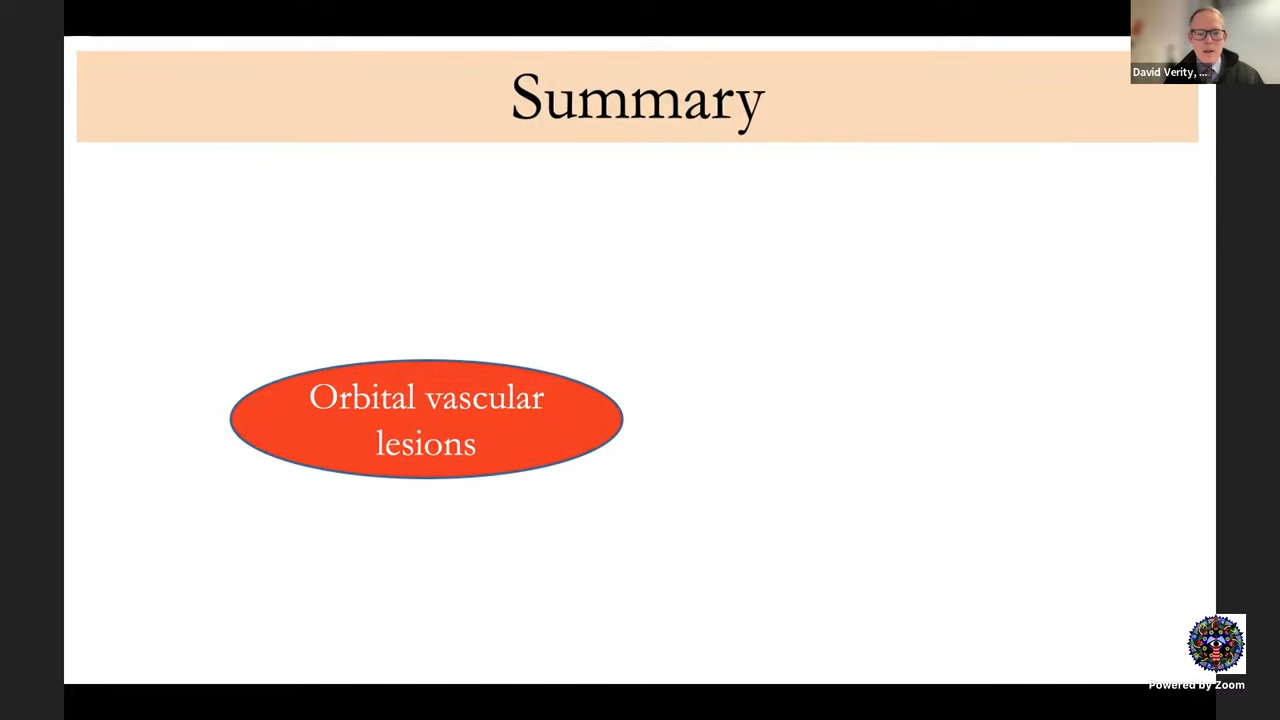 Summary
David Verity, ...
Orbital vascular
lesions
Powered by Zoom